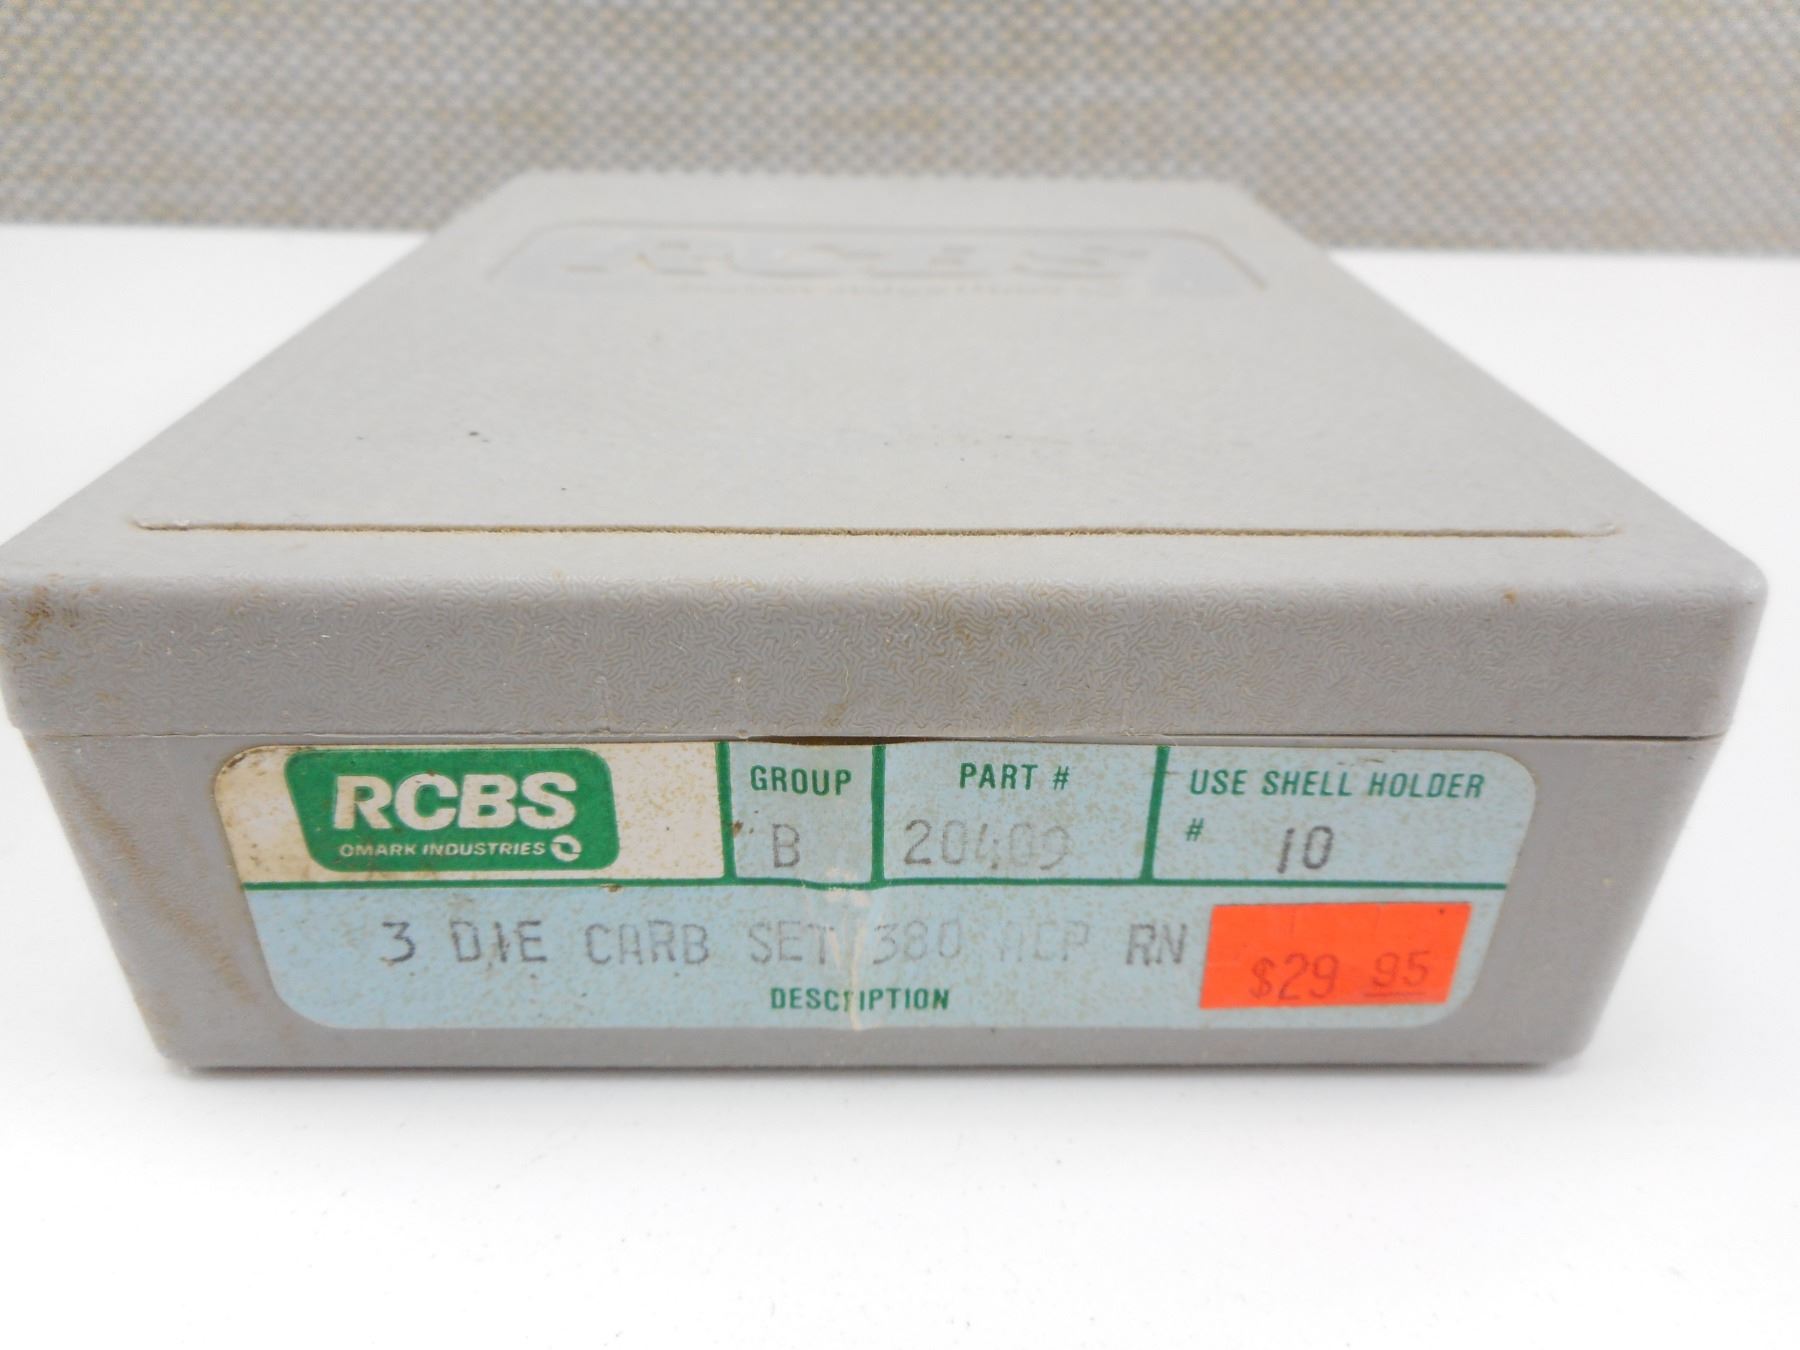 RCBS
RCBS
OMARK INDUSTRIES
GROUP
B
PART #
20409
USE SHELL HOLDER
# 10
3 DIE CARB SET 380 ACP RN
$29 95
DESCRIPTION